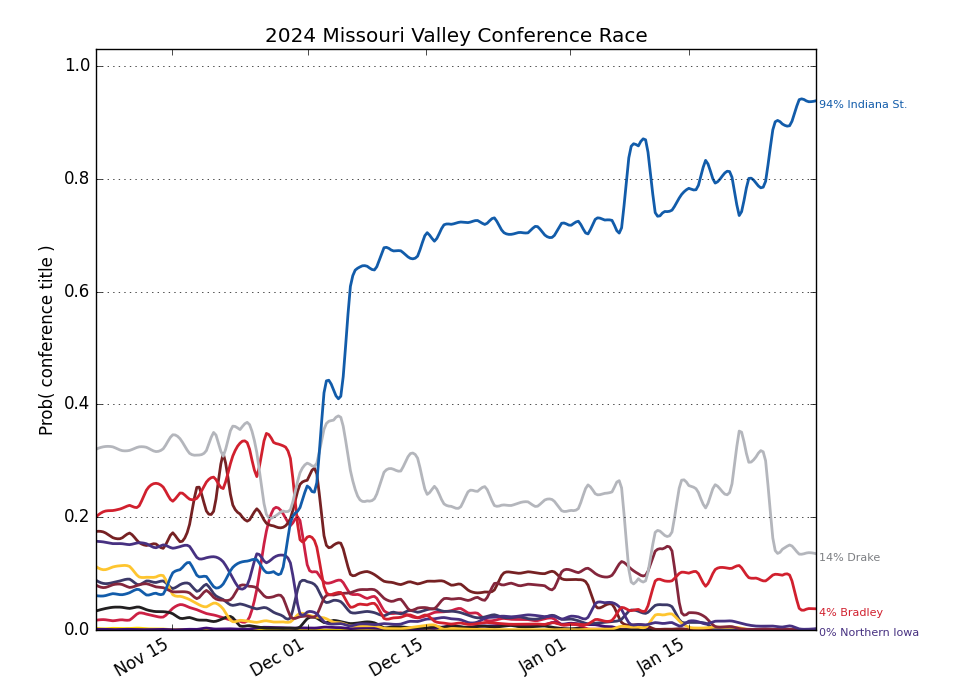 2024 Missouri Valley Conference Race
Prob( conference title )
1.0
0.8
0.6
0.4
0.2
0.0
Nov 15
Dec 01
Dec 15
Jan 01
Jan 15
94% Indiana St.
14% Drake
4% Bradley
0% Northern Iowa